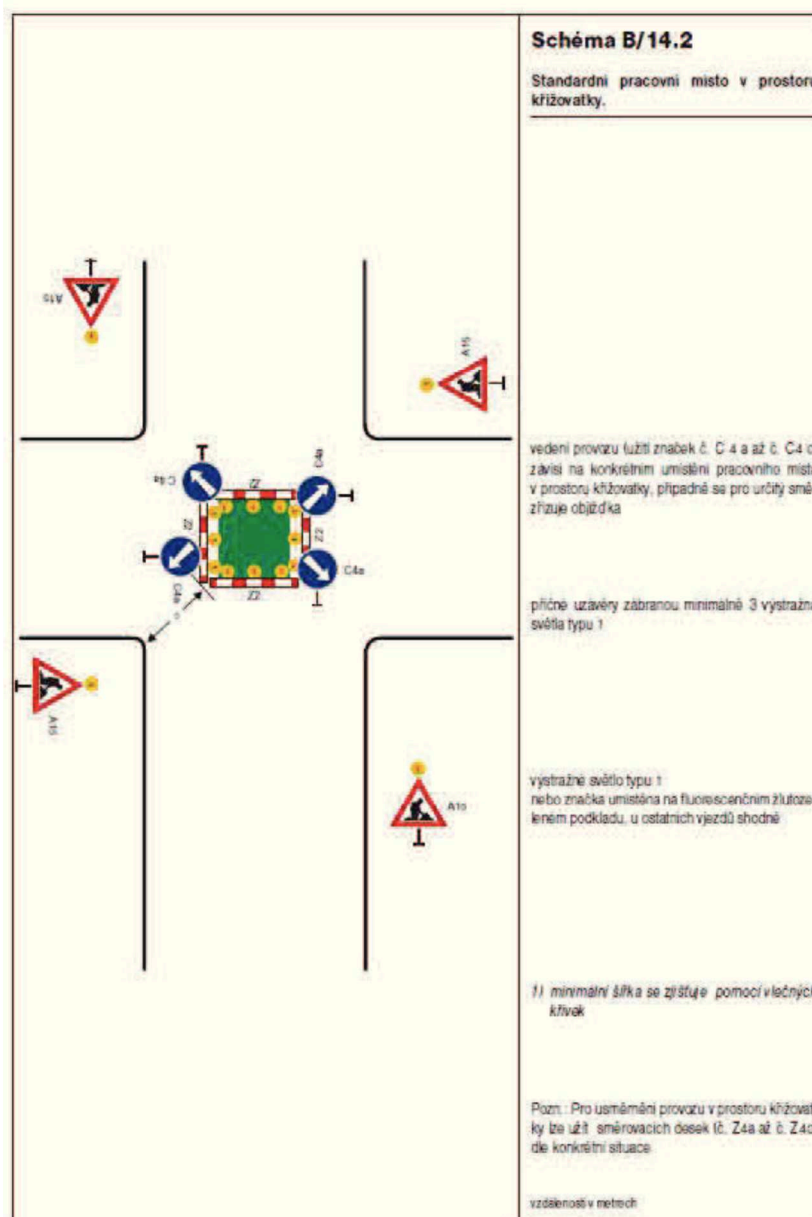 Schéma B/14.2
Standardní pracovní místo v prostoru
křižovatky.
A15
A15
vedení provozu (užití značek č. C 4 a až č. C4 c
závisí na konkrétním umístění pracovního míst
v prostoru křižovatky, případně se pro určitý smě
zřizuje objížďka
C4a
C4a
Z2
Z2
Z2
C4a
C4a
příčné uzávěry zábranou minimálně 3 výstražná
světla typu 1
A15
výstražné světlo typu 1
nebo značka umístěna na fluorescenčním žlutoze
leném podkladu, u ostatních vjezdů shodně
A15
1) minimální šířka se zjišťuje pomocí vlečných
křivek
Pozn.: Pro usměrnění provozu v prostoru křižovat
ky lze užít směrovacích desek (č. Z4a až č. Z4c
dle konkrétní situace
vzdálenosti v metrech